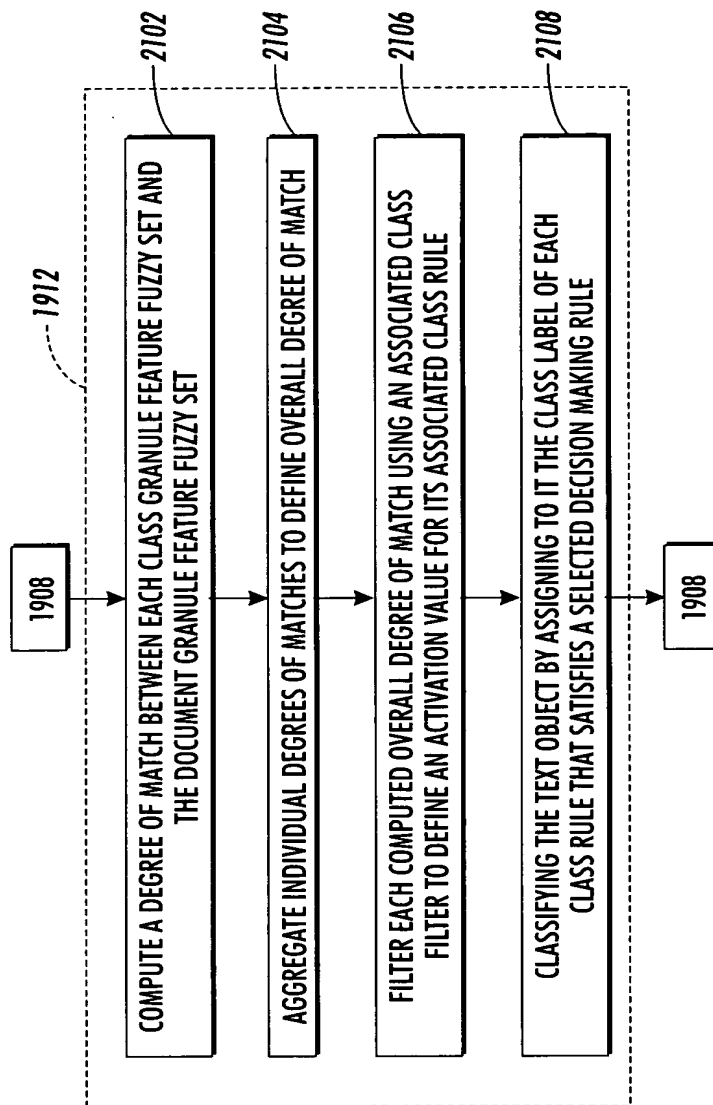 1912
1908
COMPUTE A DEGREE OF MATCH BETWEEN EACH CLASS GRANULE FEATURE FUZZY SET AND
THE DOCUMENT GRANULE FEATURE FUZZY SET
2102
AGGREGATE INDIVIDUAL DEGREES OF MATCHES TO DEFINE OVERALL DEGREE OF MATCH
2104
FILTER EACH COMPUTED OVERALL DEGREE OF MATCH USING AN ASSOCIATED CLASS
FILTER TO DEFINE AN ACTIVATION VALUE FOR ITS ASSOCIATED CLASS RULE
2106
CLASSIFYING THE TEXT OBJECT BY ASSIGNING TO IT THE CLASS LABEL OF EACH
CLASS RULE THAT SATISFIES A SELECTED DECISION MAKING RULE
2108
1908